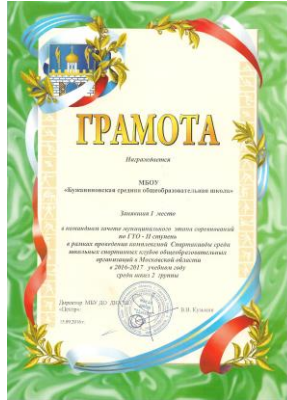 ГРАМОТА
Награждается
МБОУ
«Бужаниновская средняя общеобразовательная школа»
Занявшая 1 место
в командном зачете муниципального этапа соревнований
по ГТО - II ступень
в рамках проведения комплексной Спартакиады среди
школьных спортивных клубов общеобразовательных
организаций в Московской области
в 2016-2017 учебном году
среди школ 2 группы
Директор МБУ ДО
«Центр»
В.Н.